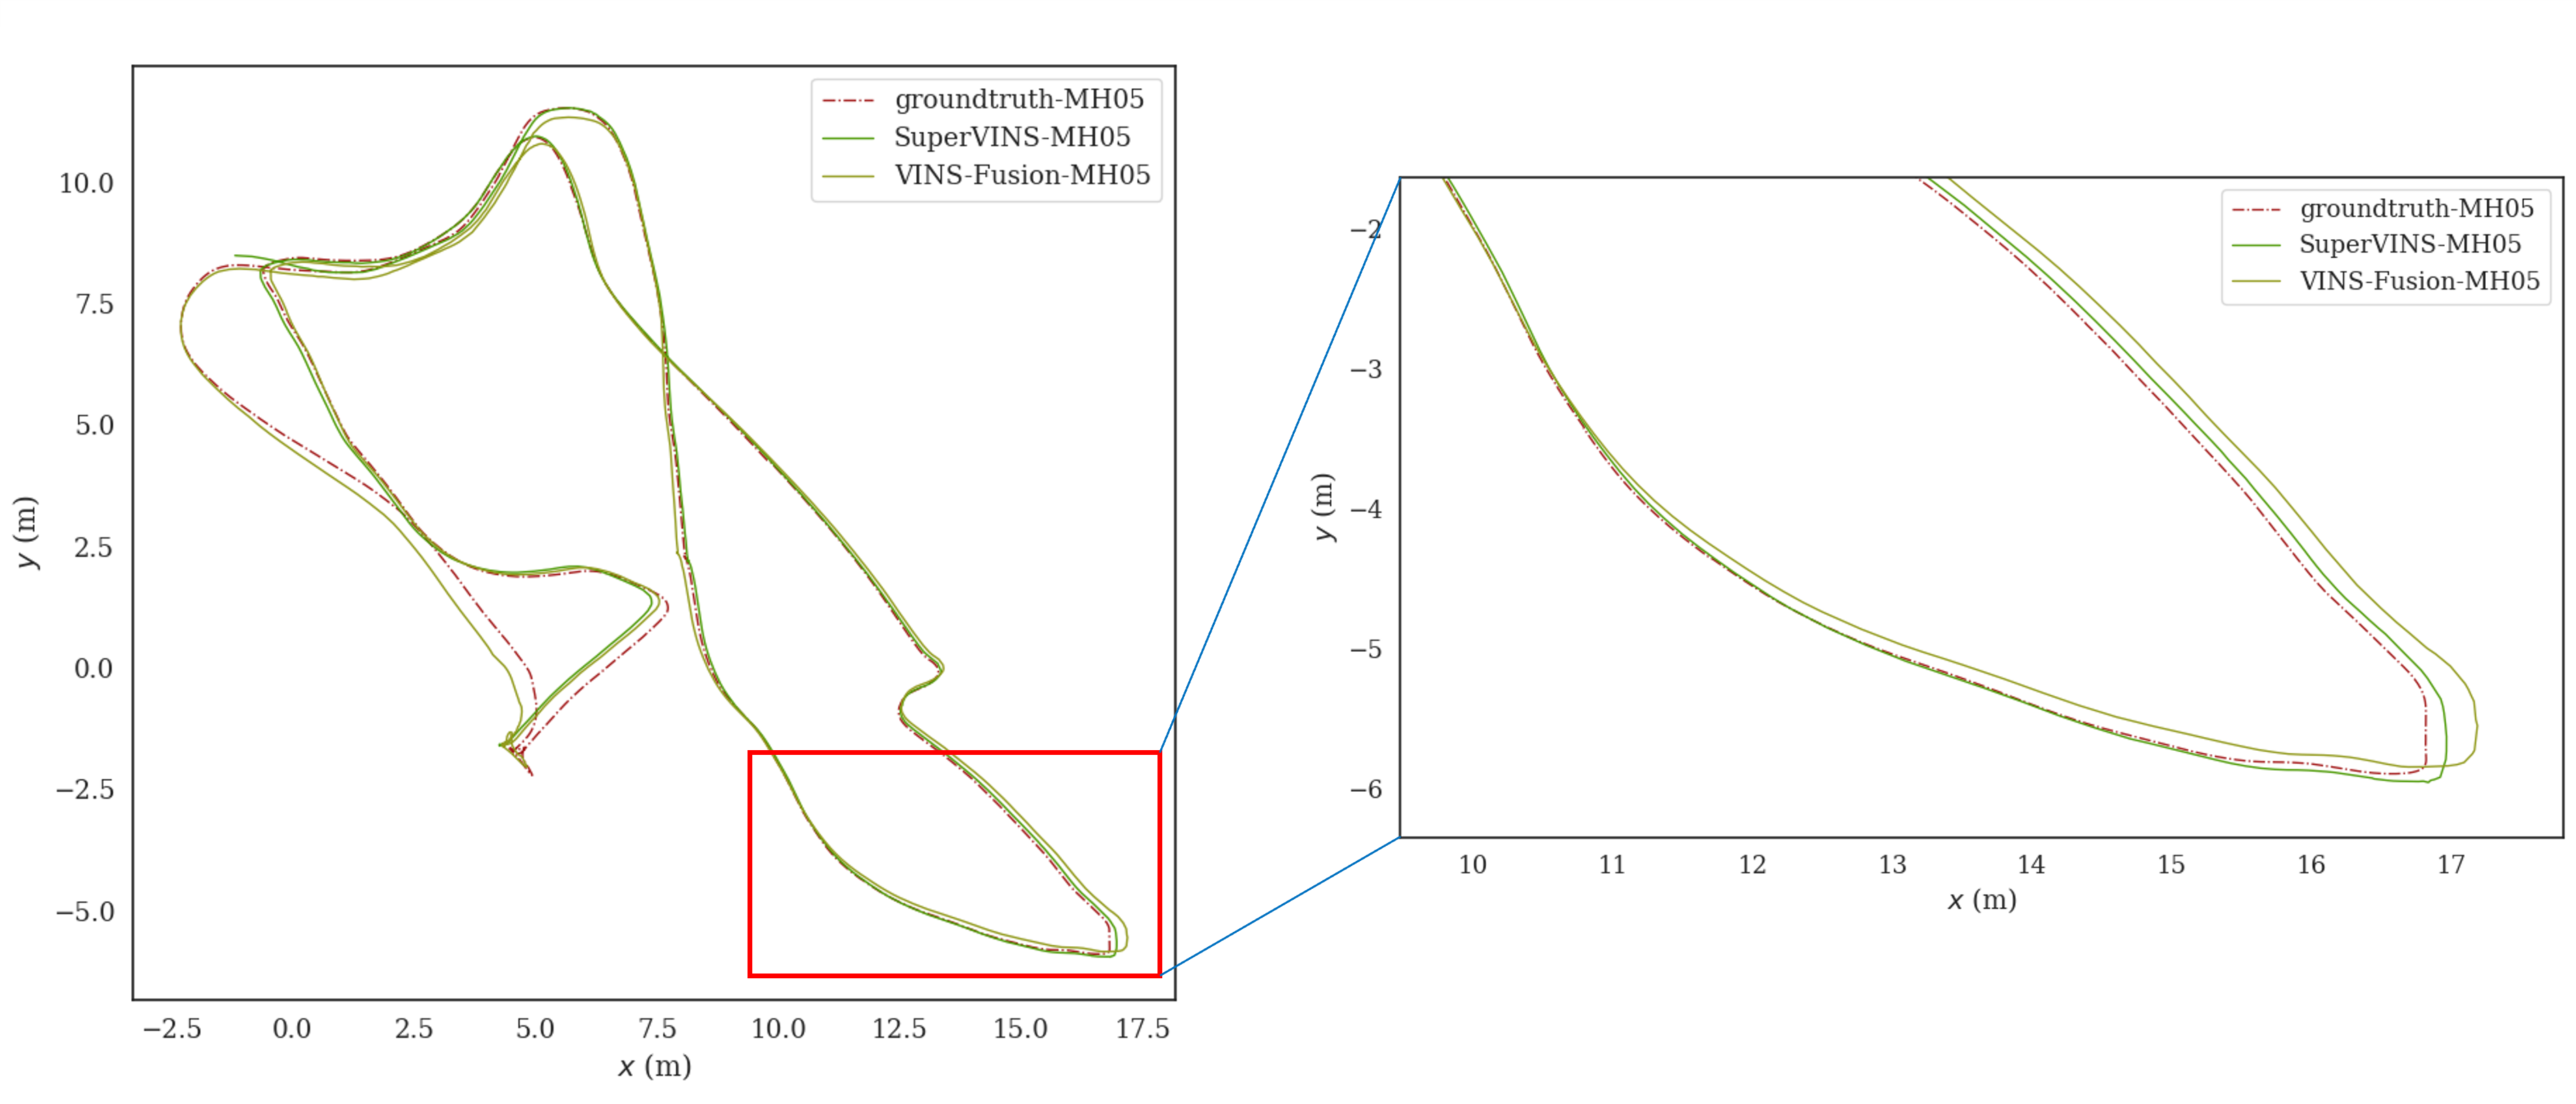 groundtruth-MH05
SuperVINS-MH05
VINS-Fusion-MH05
10.0
7.5
5.0
2.5
0.0
−2.5
−5.0
y (m)
−2.5 0.0 2.5 5.0 7.5 10.0 12.5 15.0 17.5
x (m)
groundtruth-MH05
SuperVINS-MH05
VINS-Fusion-MH05
−2
−3
−4
−5
−6
y (m)
10 11 12 13 14 15 16 17
x (m)